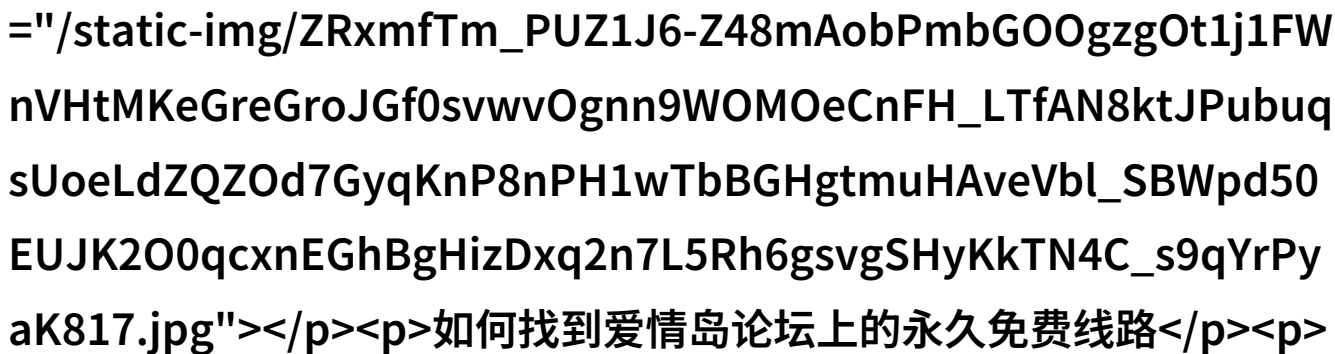 ="/static-img/ZRxmfTm_PUZ1J6-Z48mAobPmbGOOgzgOt1j1FW
nVHtMKeGreGroJGf0svwvOgnn9WOMOeCnFH_LTfAN8ktJPubuq
sUoeLdZQZOd7GyqKnP8nPH1wTbBGHgtmuHAveVbl_SBWpd50
EUJK2O0qcxnEGhBgHizDxq2n7L5Rh6gsvgSHyKkTN4C_s9qYrPy
aK817.jpg"></p><p>如何找到爱情岛论坛上的永久免费线路</p><p>